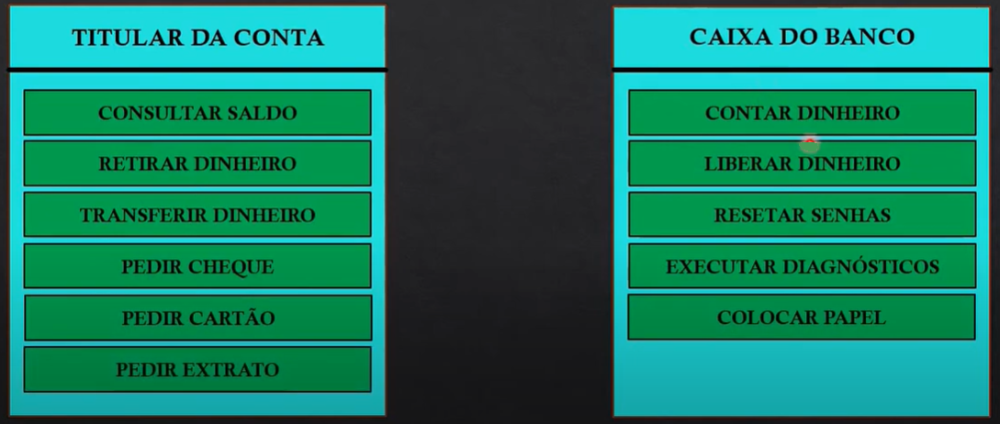 TITULAR DA CONTA
CONSULTAR SALDO
RETIRAR DINHEIRO
TRANSFERIR DINHEIRO
PEDIR CHEQUE
PEDIR CARTÃO
PEDIR EXTRATO
CAIXA DO BANCO
CONTAR DINHEIRO
LIBERAR DINHEIRO
RESETAR SENHAS
EXECUTAR DIAGNÓSTICOS
COLOCAR PAPEL